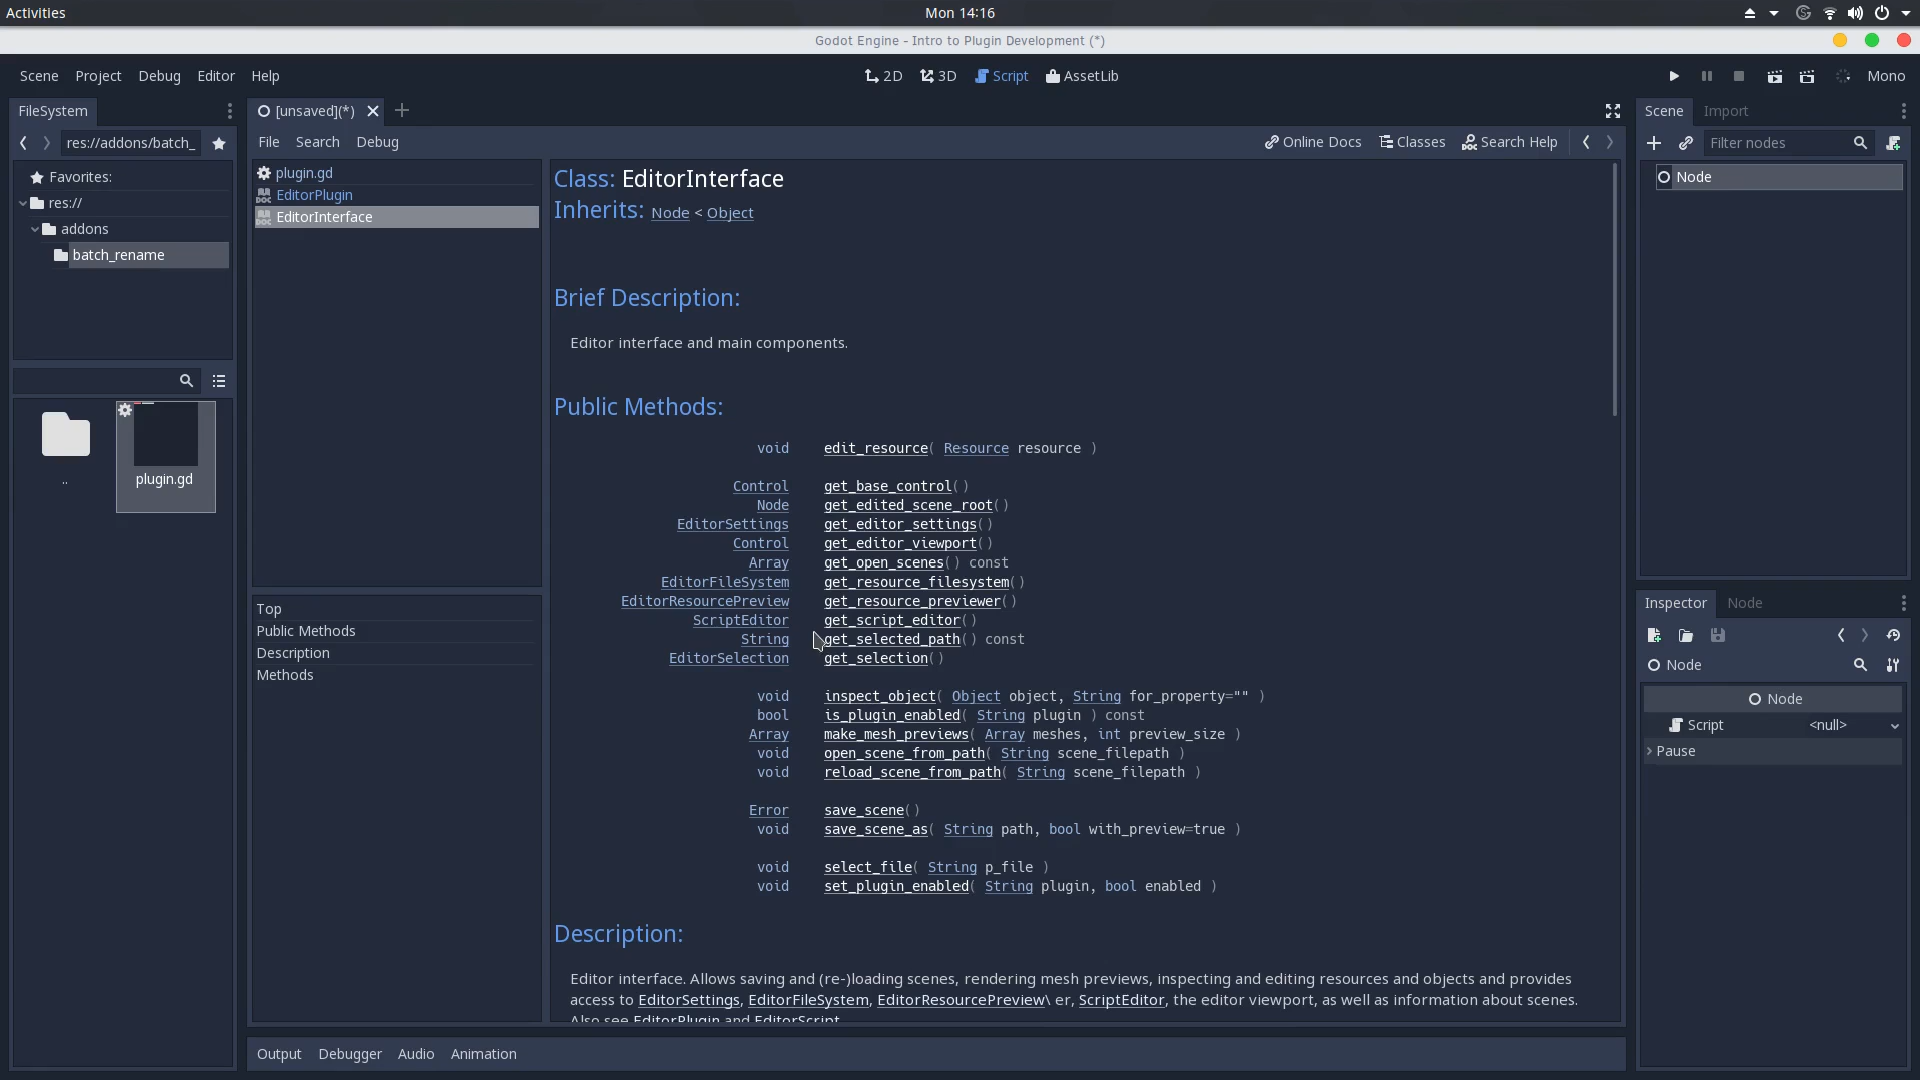 Activities
Mon 14:16
Godot Engine - Intro to Plugin Development (*)
Scene Project Debug Editor Help
2D 3D Script AssetLib
Mono
FileSystem
res://addons/batch_
Favorites:
res://
addons
batch_rename
..
plugin.gd
[unsaved](*)
File Search Debug
Online Docs Classes Search Help
plugin.gd
EditorPlugin
EditorInterface
Top
Public Methods
Description
Methods
Class: EditorInterface
Inherits: Node < Object
Brief Description:
Editor interface and main components.
Public Methods:
void edit_resource( Resource resource )
Control get_base_control()
Node get_edited_scene_root()
EditorSettings get_editor_settings()
Control get_editor_viewport()
Array get_open_scenes() const
EditorFileSystem get_resource_filesystem()
EditorResourcePreview get_resource_previewer()
ScriptEditor get_script_editor()
String get_selected_path() const
EditorSelection get_selection()
void inspect_object( Object object, String for_property="" )
bool is_plugin_enabled( String plugin ) const
Array make_mesh_previews( Array meshes, int preview_size )
void open_scene_from_path( String scene_filepath )
void reload_scene_from_path( String scene_filepath )
Error save_scene()
void save_scene_as( String path, bool with_preview=true )
void select_file( String p_file )
void set_plugin_enabled( String plugin, bool enabled )
Description:
Editor interface. Allows saving and (re-)loading scenes, rendering mesh previews, inspecting and editing resources and objects and provides
access to EditorSettings, EditorFileSystem, EditorResourcePreview\ er, ScriptEditor, the editor viewport, as well as information about scenes.
Also see EditorPlugin and EditorScript.
Output Debugger Audio Animation
Scene Import
Filter nodes
Node
Inspector Node
Node
Node
Script <null>
Pause